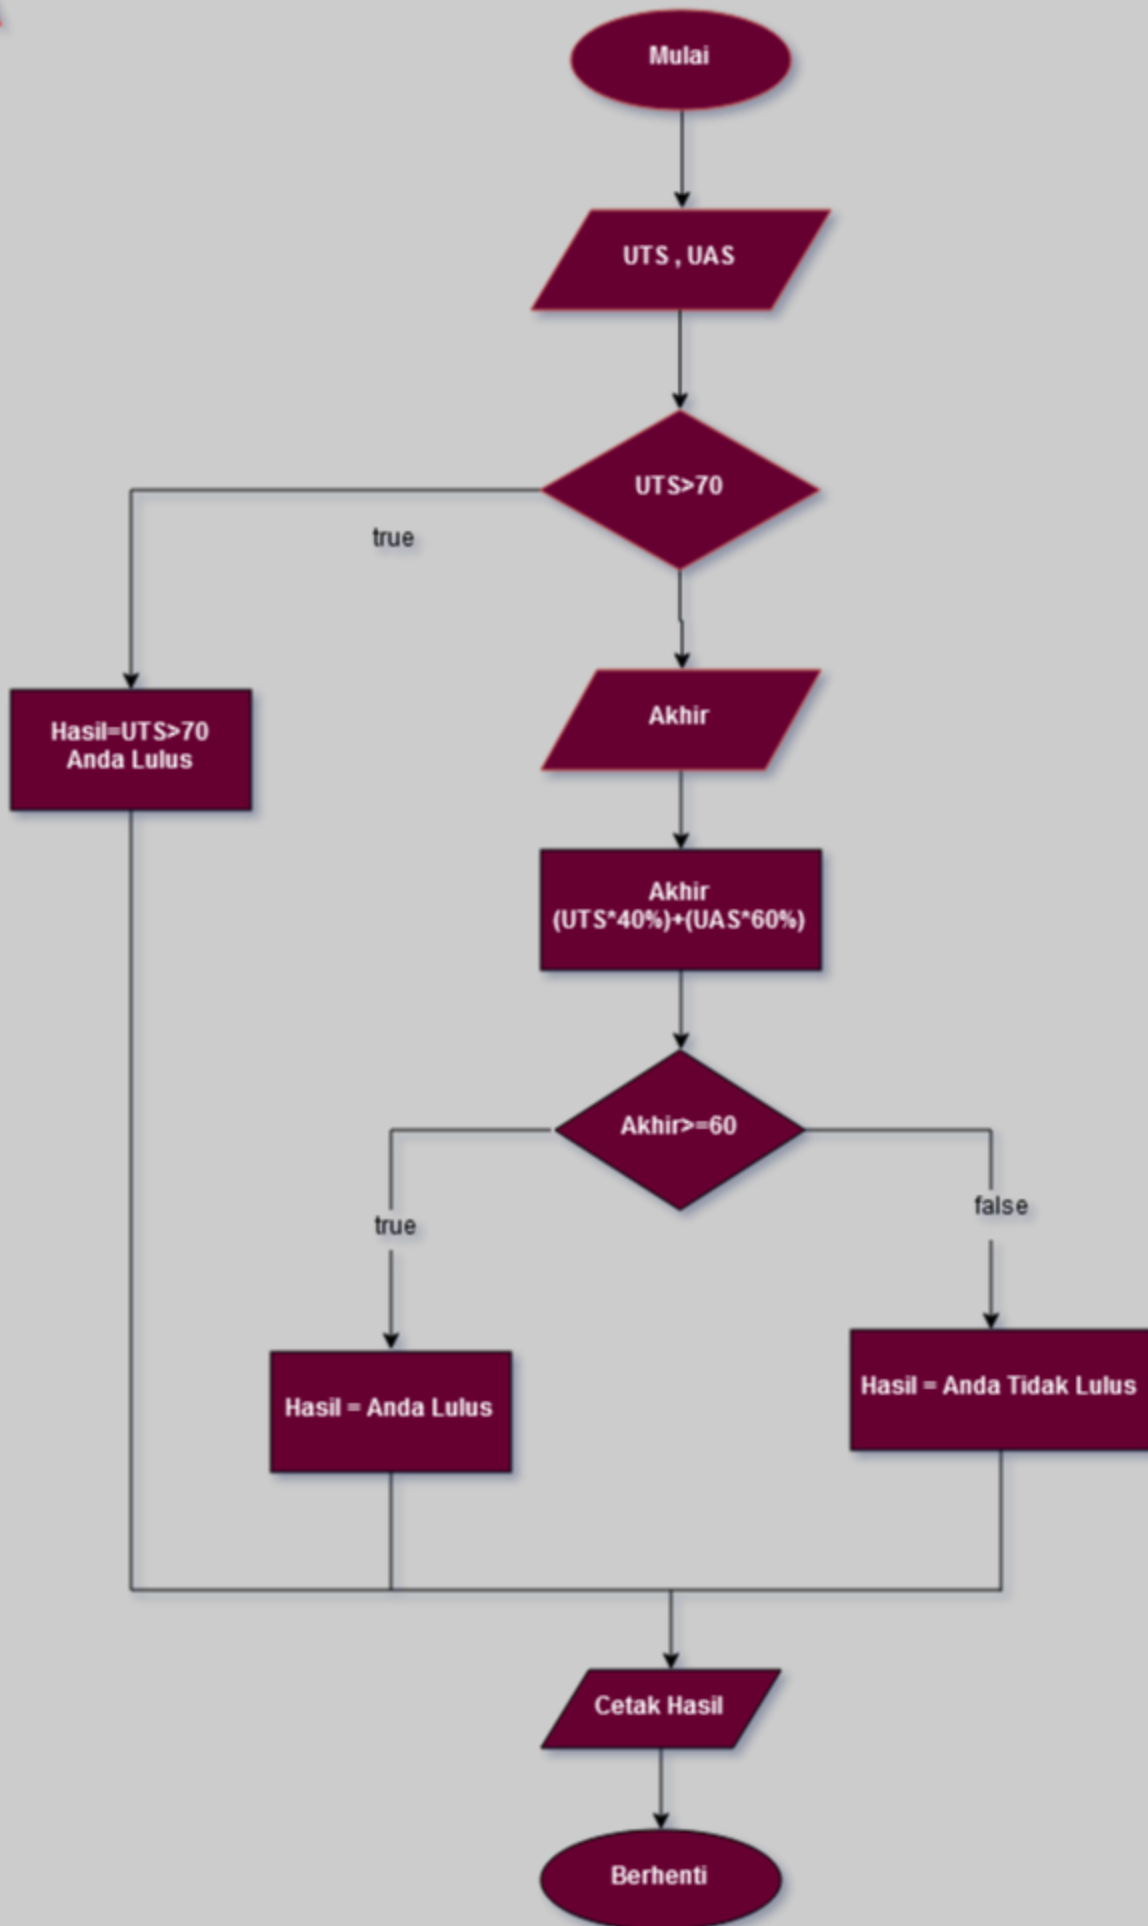 Mulai
UTS , UAS
UTS>70
true
Hasil=UTS>70
Anda Lulus
Akhir
Akhir
(UTS*40%)+(UAS*60%)
Akhir>=60
true
false
Hasil = Anda Lulus
Hasil = Anda Tidak Lulus
Cetak Hasil
Berhenti